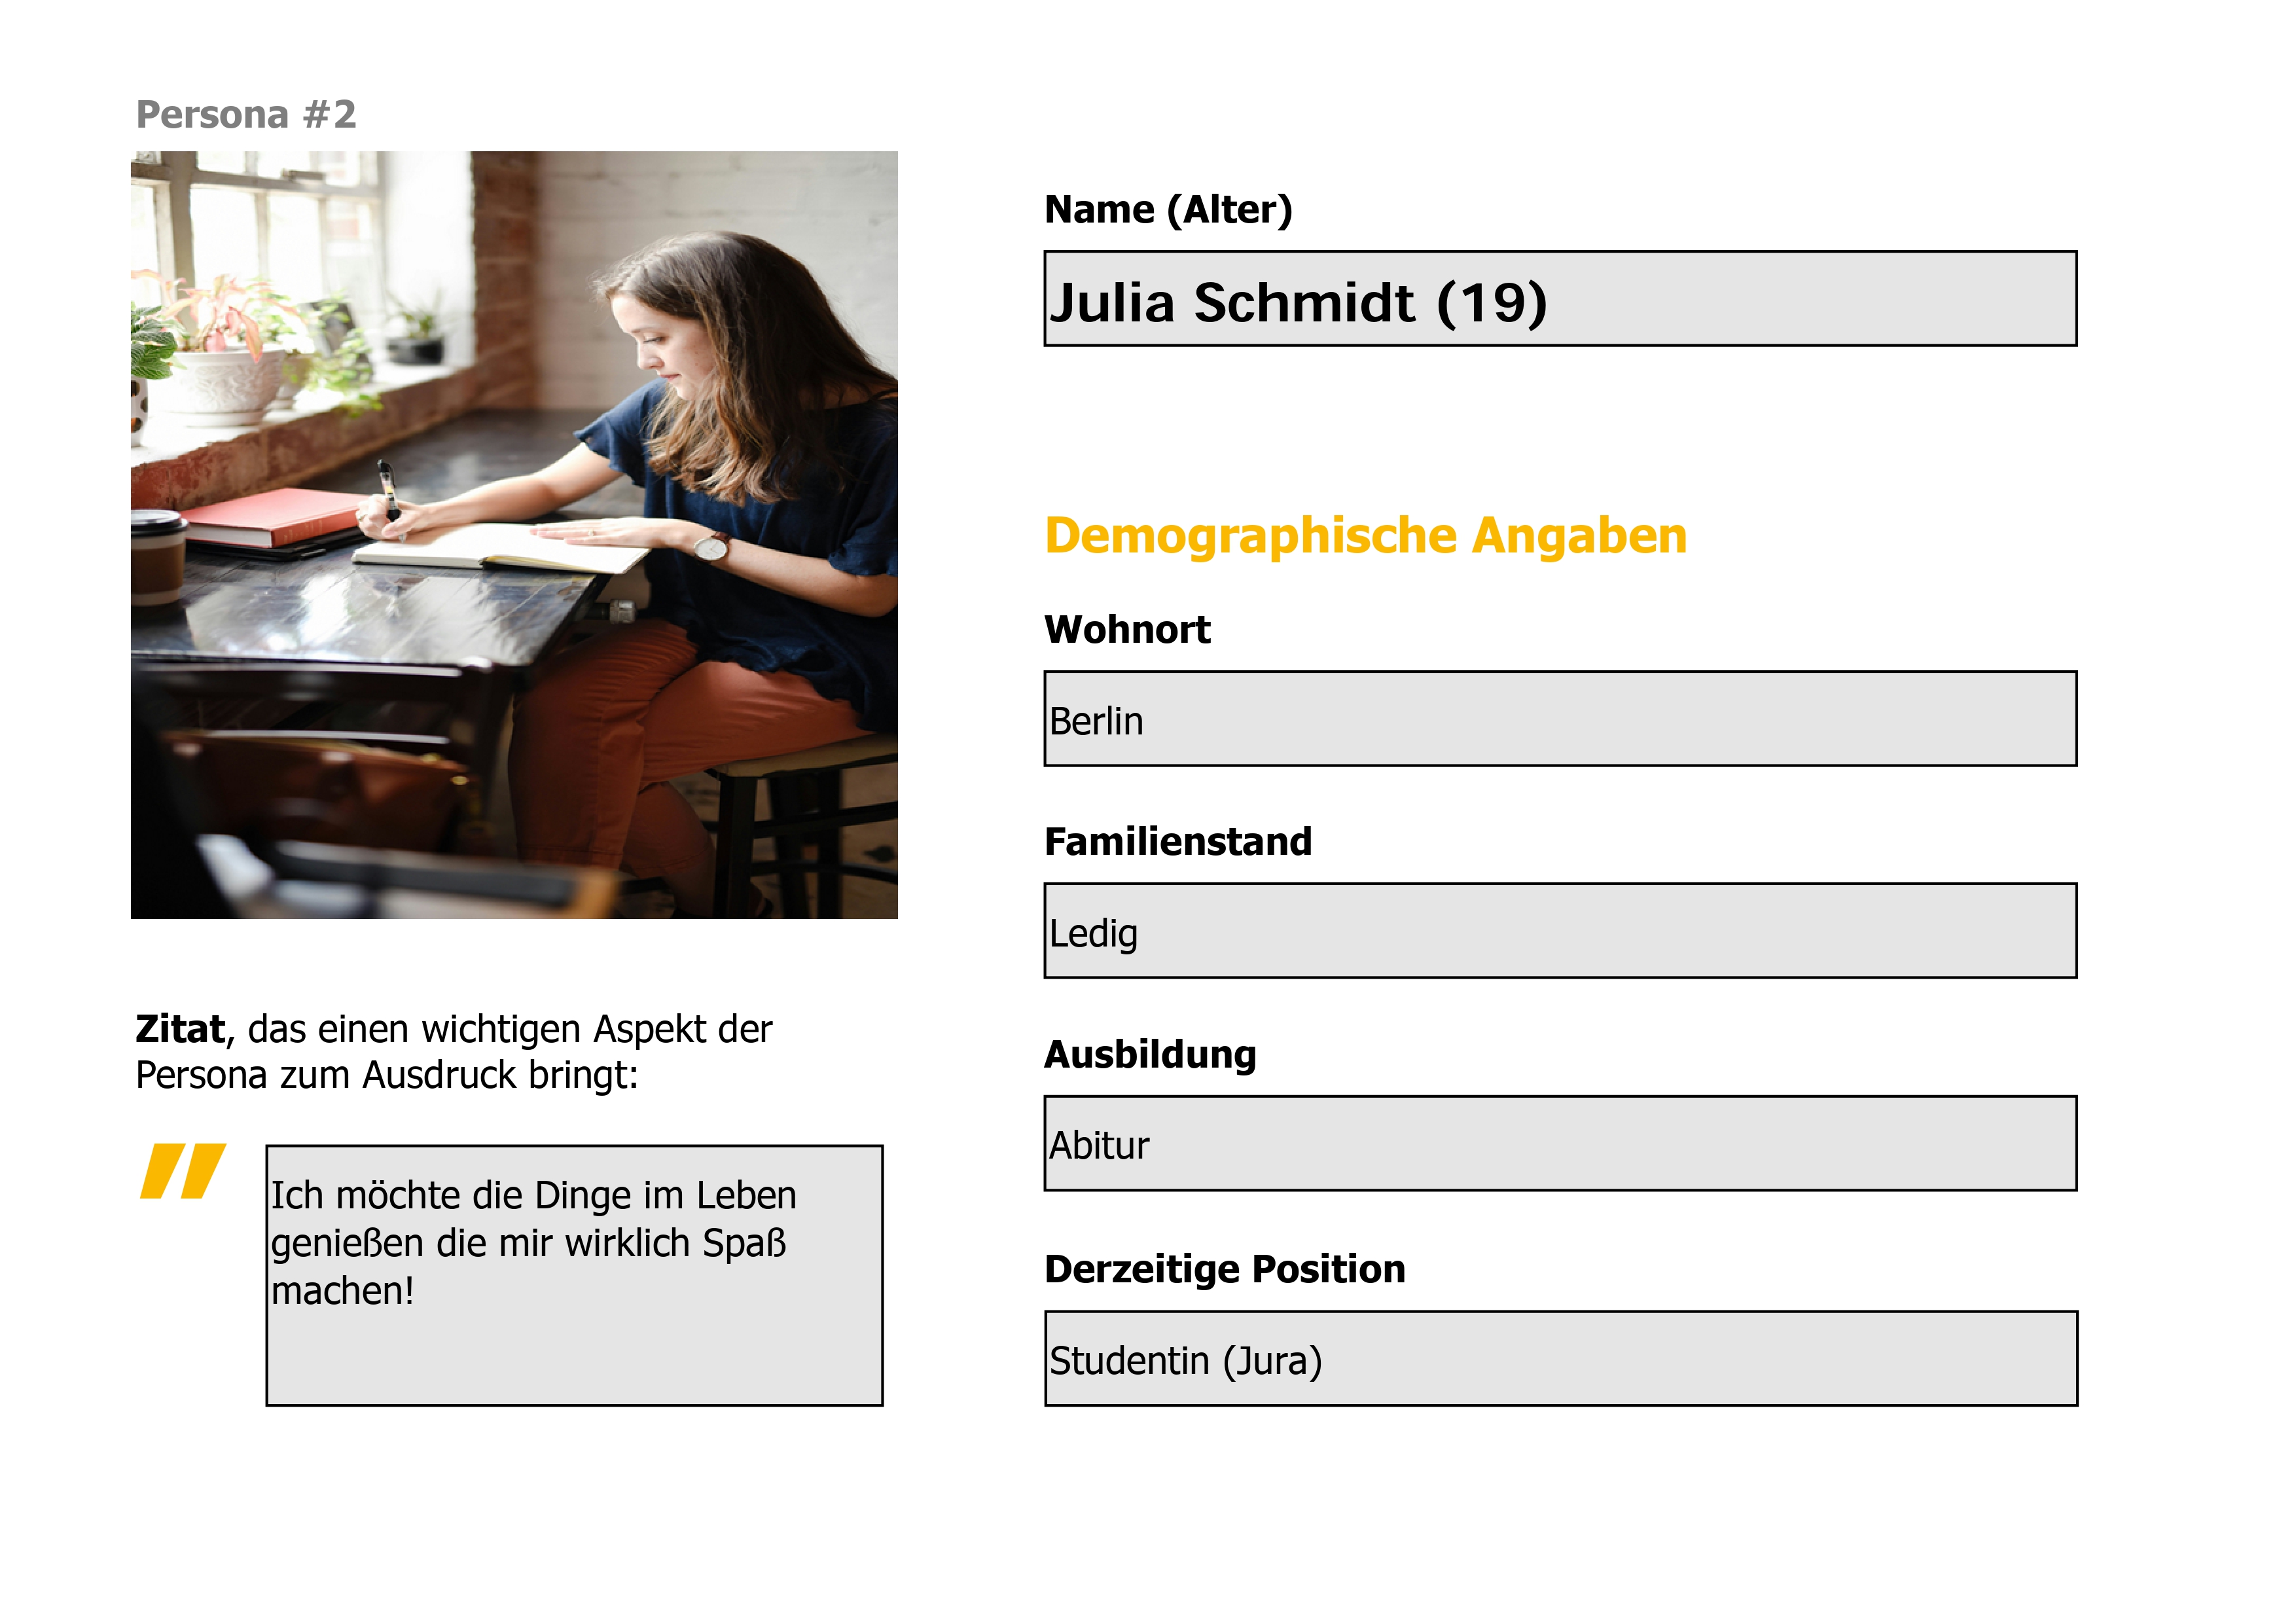 Persona #2
Name (Alter)
Julia Schmidt (19)
Demographische Angaben
Wohnort
Berlin
Familienstand
Ledig
Ausbildung
Abitur
Derzeitige Position
Studentin (Jura)
Zitat, das einen wichtigen Aspekt der
Persona zum Ausdruck bringt:
"
Ich möchte die Dinge im Leben
genießen die mir wirklich Spaß
machen!